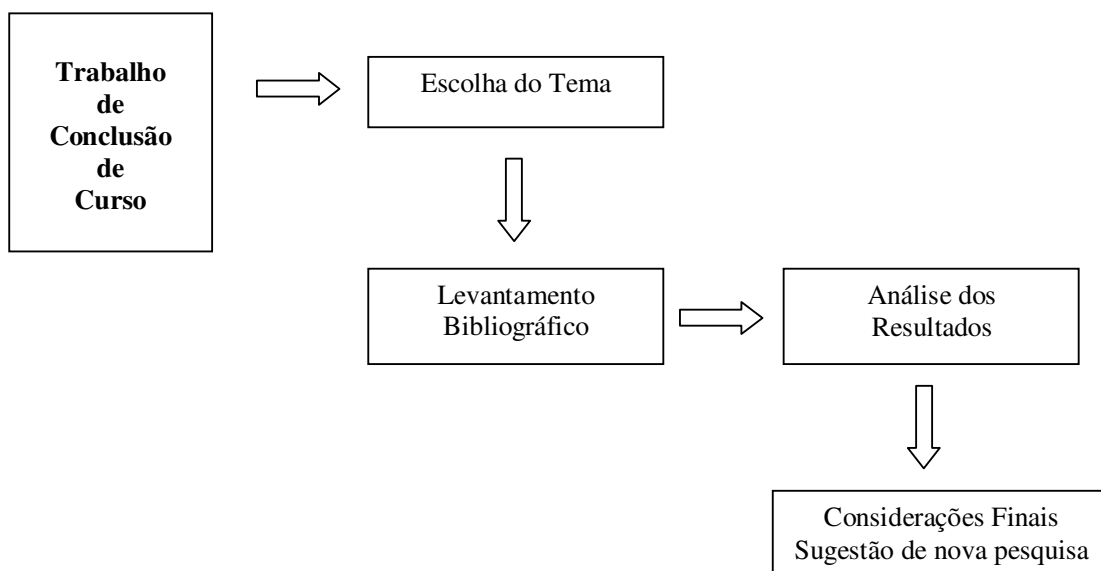 Trabalho
de
Conclusão
de
Curso
Escolha do Tema
Levantamento
Bibliográfico
Análise dos
Resultados
Considerações Finais
Sugestão de nova pesquisa